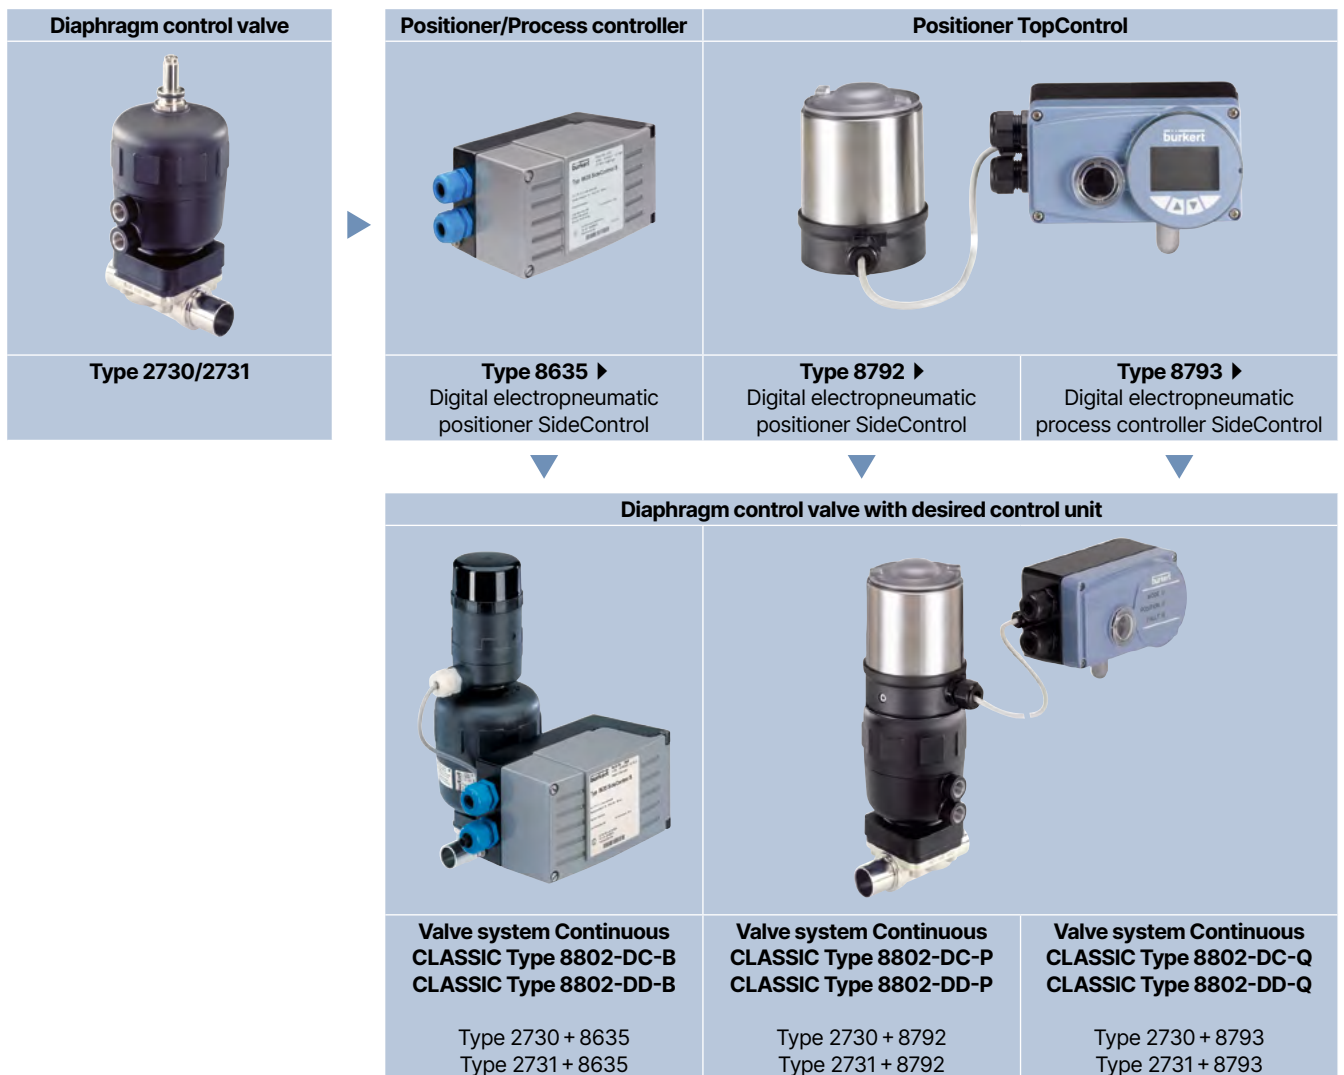 Diaphragm control valve
Positioner/Process controller
Positioner TopControl
burkert
Type 2730/2731
Type 8635
Digital electropneumatic
positioner SideControl
Type 8792
Digital electropneumatic
positioner SideControl
Type 8793
Digital electropneumatic
process controller SideControl
Diaphragm control valve with desired control unit
burkert
Valve system Continuous
CLASSIC Type 8802-DC-B
CLASSIC Type 8802-DD-B
Type 2730 + 8635
Type 2731 + 8635
Valve system Continuous
CLASSIC Type 8802-DC-P
CLASSIC Type 8802-DD-P
Type 2730 + 8792
Type 2731 + 8792
Valve system Continuous
CLASSIC Type 8802-DC-Q
CLASSIC Type 8802-DD-Q
Type 2730 + 8793
Type 2731 + 8793